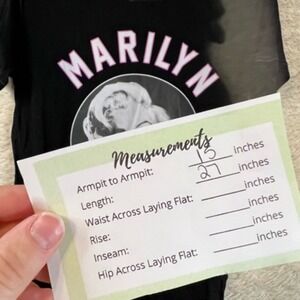 MARILYN
Measurements
Armpit to Armpit: 15 inches
Length: 27 inches
Waist Across Laying Flat: inches
Rise: inches
Inseam: inches
Hip Across Laying Flat: inches